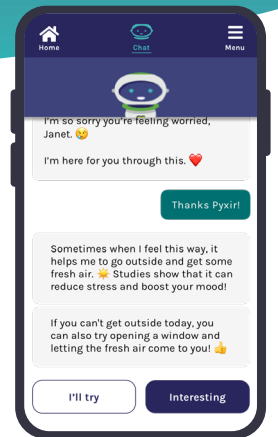 Home
Chat
Menu
I'm so sorry you're feeling worried,
Janet. 😢
I'm here for you through this. ❤️
Thanks Pyxir!
Sometimes when I feel this way, it
helps me to go outside and get some
fresh air. ☀️ Studies show that it can
reduce stress and boost your mood!
If you can't get outside today, you
can also try opening a window and
letting the fresh air come to you! 👍
I'll try
Interesting